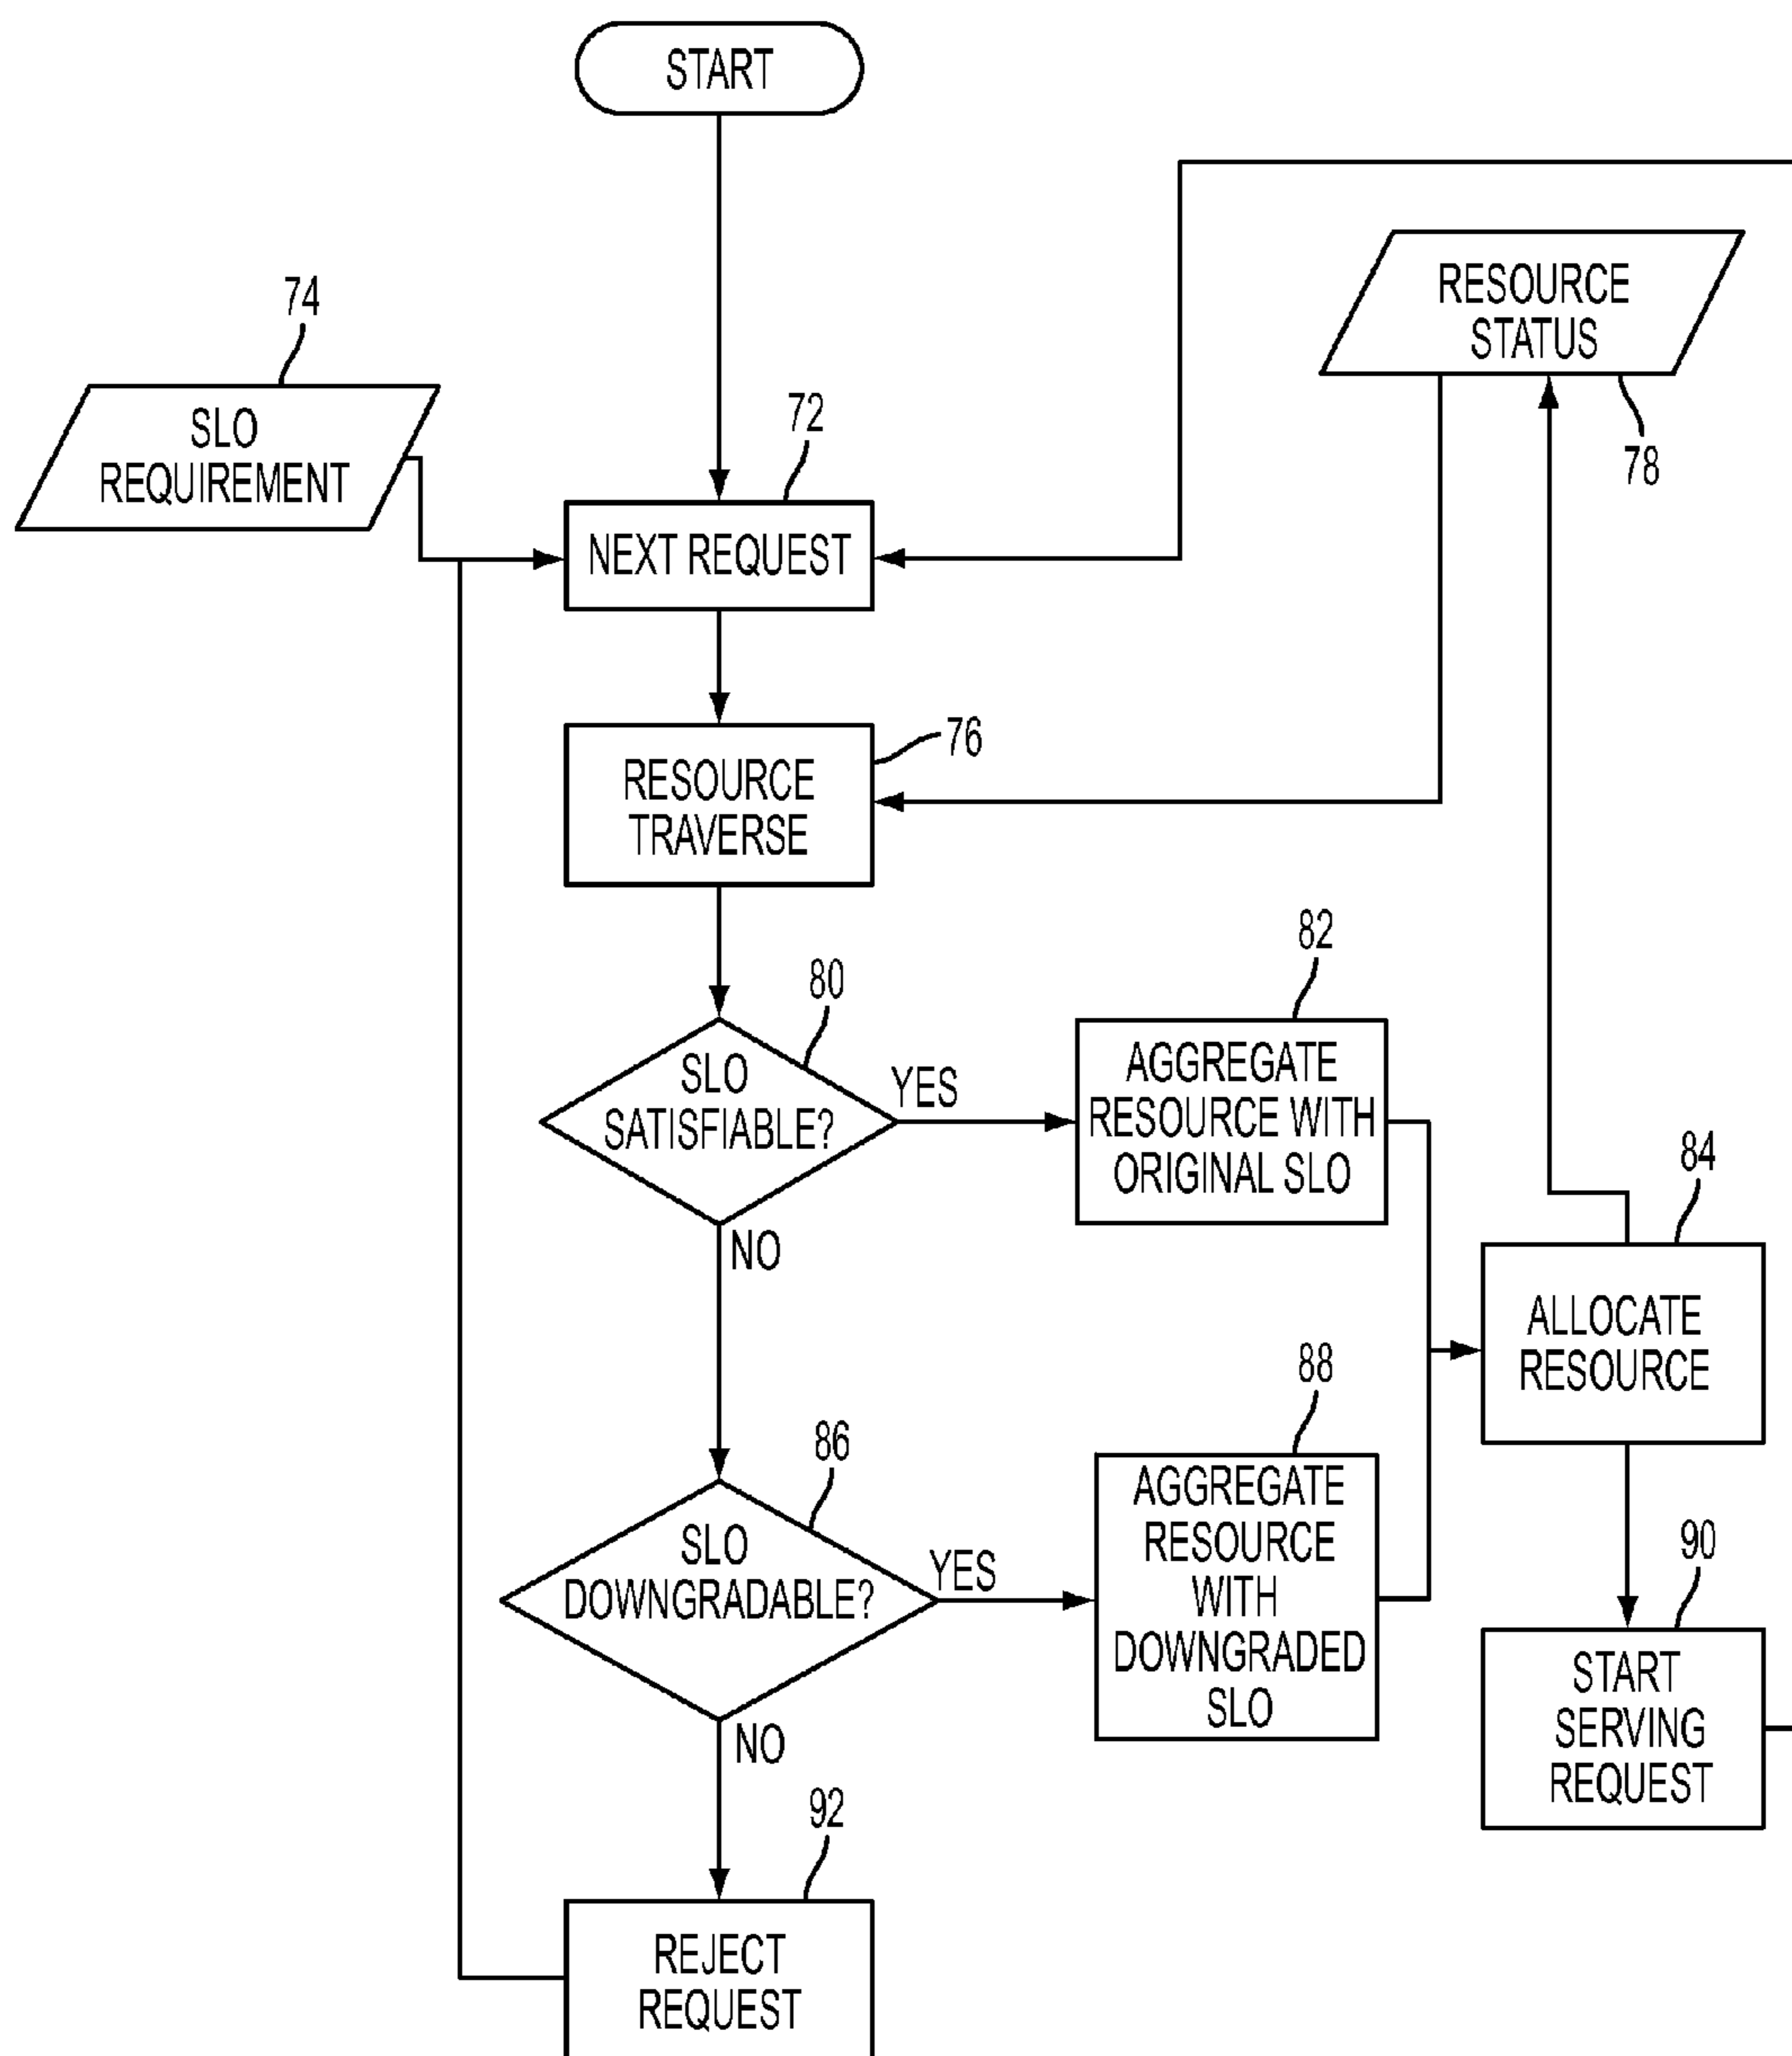 START
RESOURCE
STATUS
78
74
SLO
REQUIREMENT
72
NEXT REQUEST
76
RESOURCE
TRAVERSE
80
SLO
SATISFIABLE?
YES
NO
82
AGGREGATE
RESOURCE WITH
ORIGINAL SLO
84
ALLOCATE
RESOURCE
86
SLO
DOWNGRADABLE?
YES
NO
88
AGGREGATE
RESOURCE
WITH
DOWNGRADED
SLO
90
START
SERVING
REQUEST
92
REJECT
REQUEST